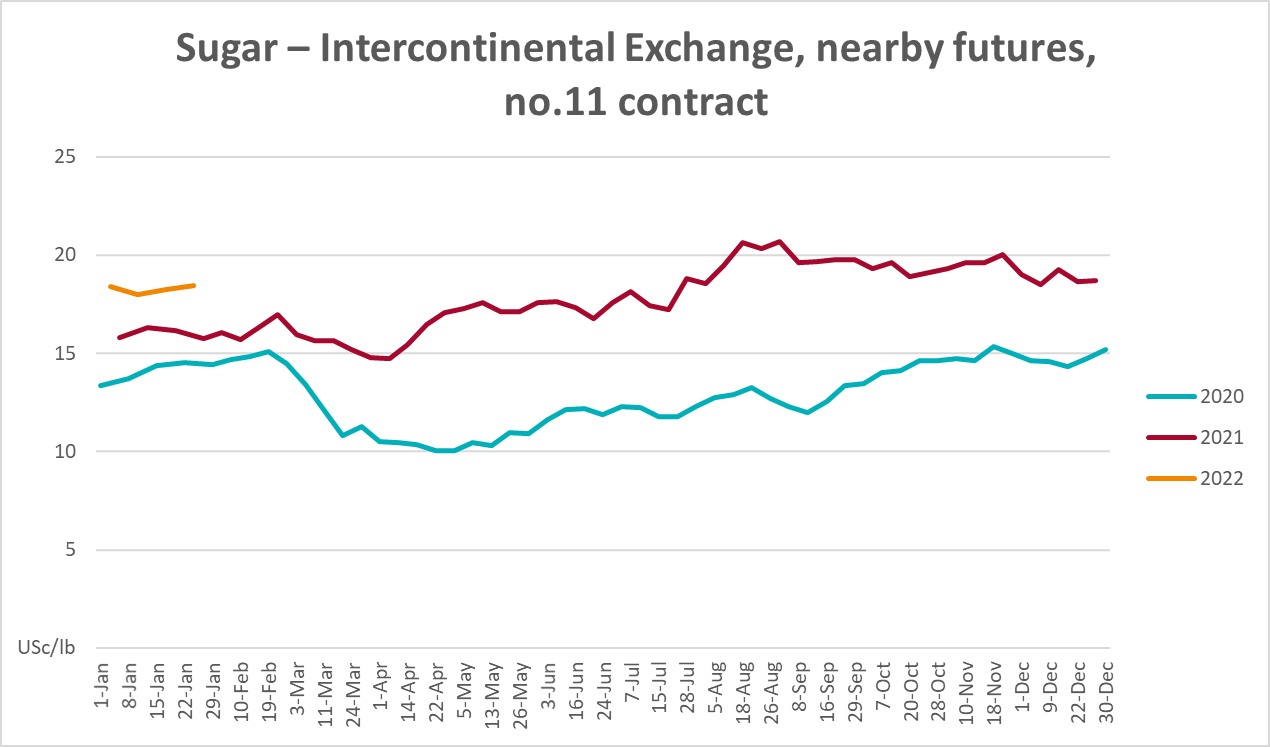 Sugar – Intercontinental Exchange, nearby futures,
no.11 contract
25
20
15
10
5
USc/lb
1-Jan
8-Jan
15-Jan
22-Jan
29-Jan
10-Feb
19-Feb
3-Mar
11-Mar
24-Mar
1-Apr
14-Apr
22-Apr
5-May
13-May
26-May
3-Jun
16-Jun
24-Jun
7-Jul
15-Jul
28-Jul
5-Aug
18-Aug
26-Aug
8-Sep
16-Sep
29-Sep
7-Oct
20-Oct
28-Oct
10-Nov
18-Nov
1-Dec
9-Dec
22-Dec
30-Dec
2020
2021
2022